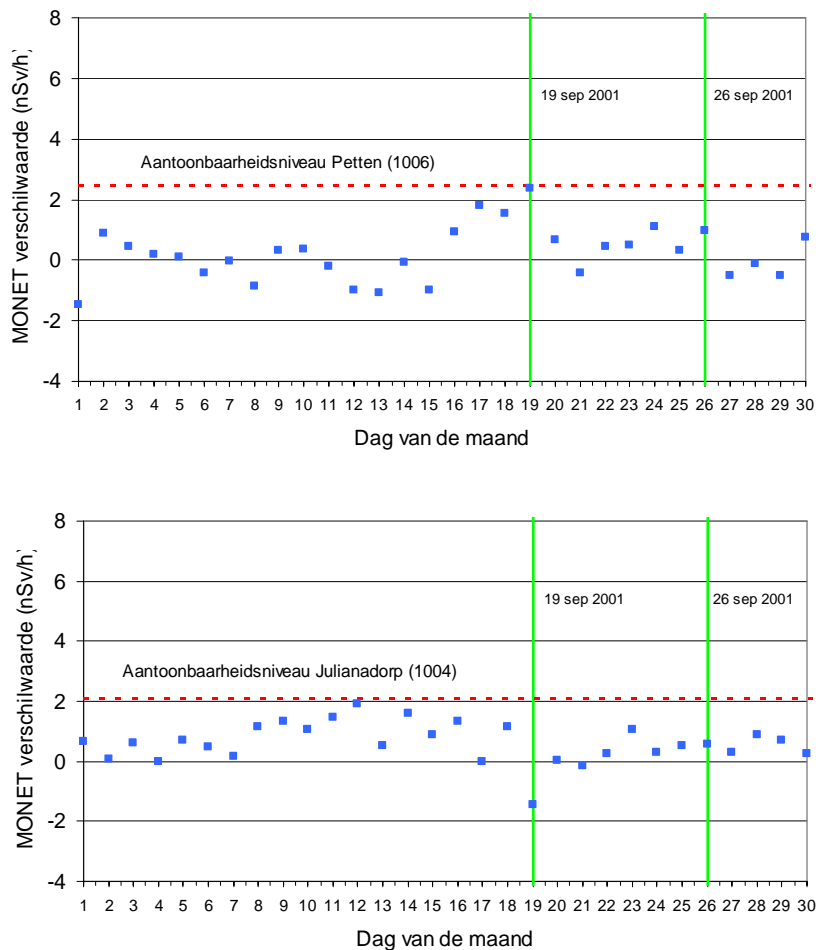 8
6
19 sep 2001
26 sep 2001
4
Aantoonbaarheidsniveau Petten (1006)
2
0
-2
-4
MONET verschilwaarde (nSv/h)
1 2 3 4 5 6 7 8 9 10 11 12 13 14 15 16 17 18 19 20 21 22 23 24 25 26 27 28 29 30
Dag van de maand
8
6
19 sep 2001
26 sep 2001
4
Aantoonbaarheidsniveau Julianadorp (1004)
2
0
-2
-4
MONET verschilwaarde (nSv/h)
1 2 3 4 5 6 7 8 9 10 11 12 13 14 15 16 17 18 19 20 21 22 23 24 25 26 27 28 29 30
Dag van de maand